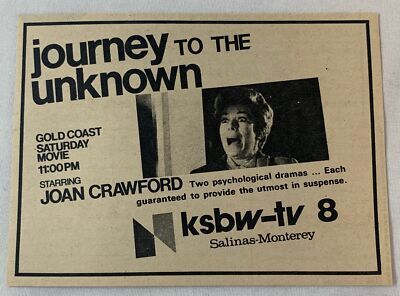 journey TO THE
unknown
GOLD COAST
SATURDAY
MOVIE
11:00 PM
STARRING
JOAN CRAWFORD Two psychological dramas ... Each
guaranteed to provide the utmost in suspense.
ksbw-tv 8
Salinas-Monterey